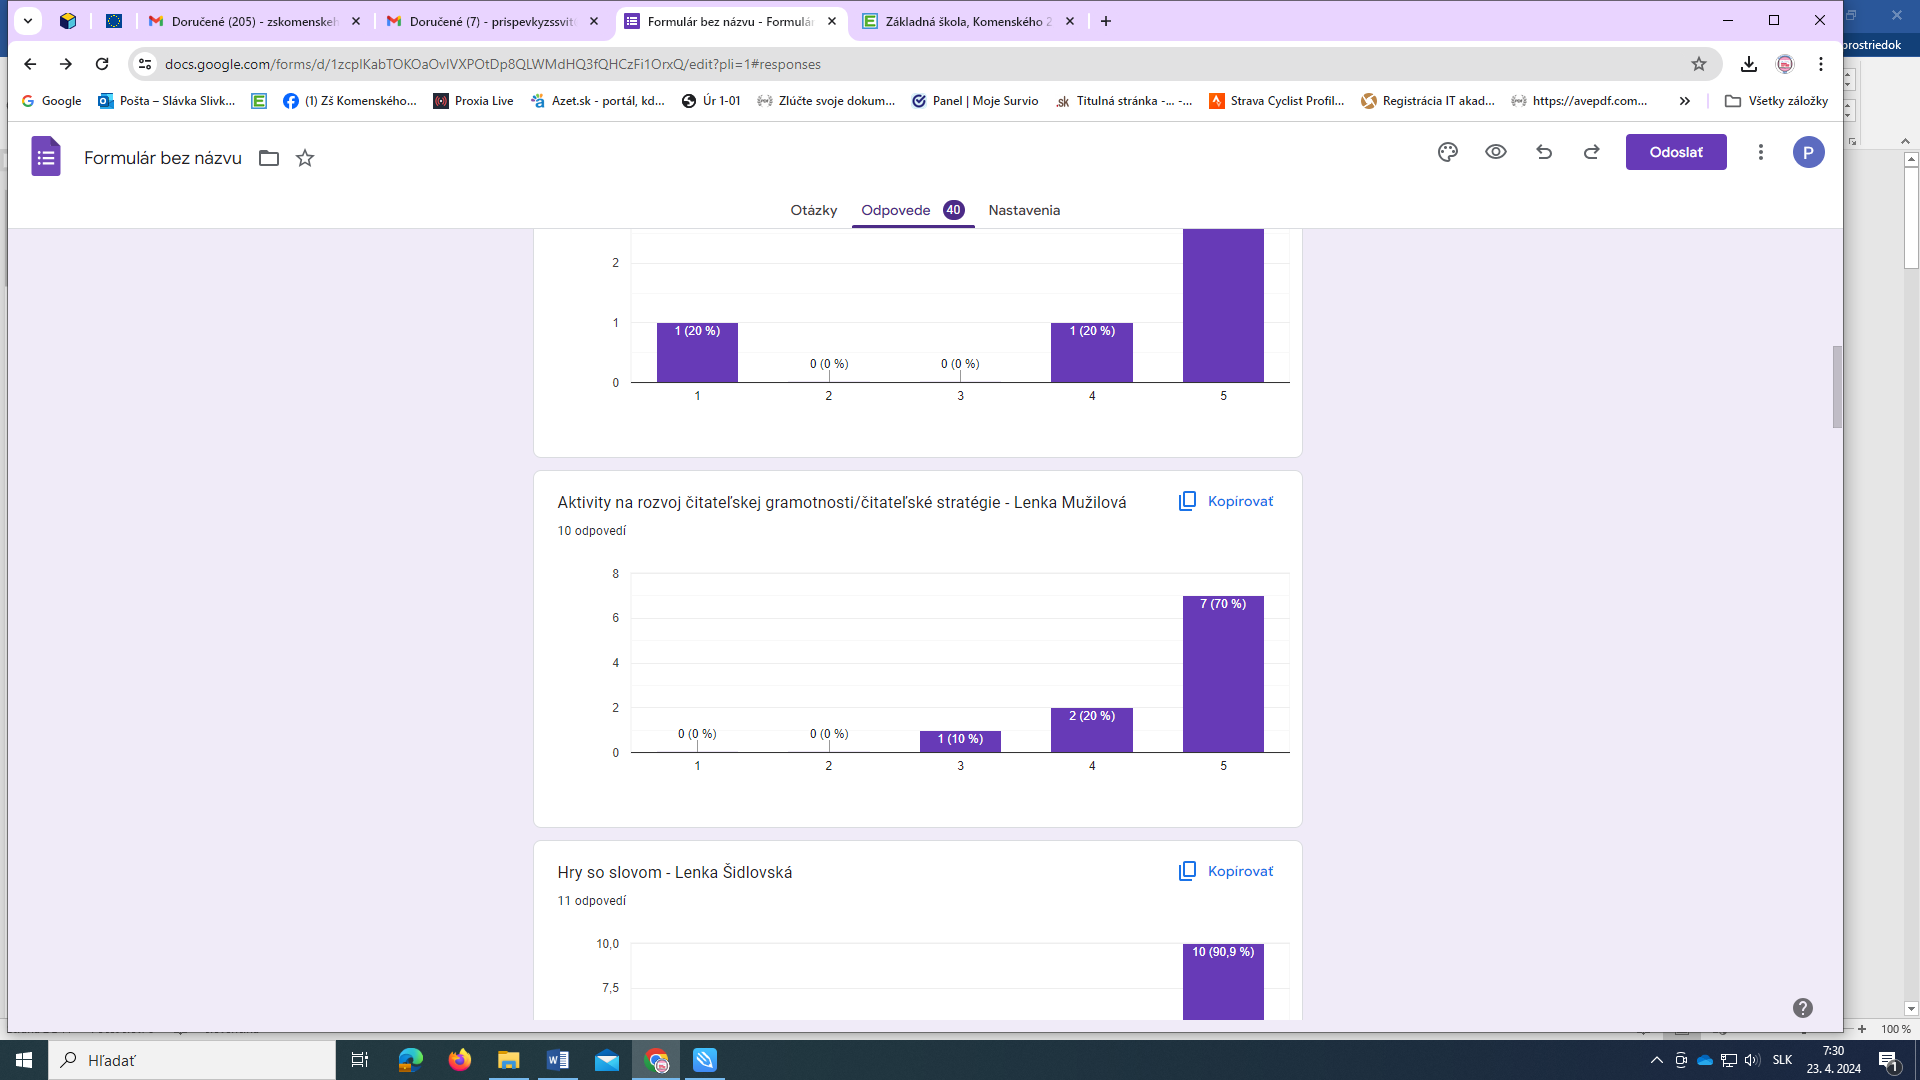 Doručené (205) - zskomenskeh
Doručené (7) - prispevkyzssvit
Formulár bez názvu - Formulár
Základná škola, Komenského 2
prostriedok
docs.google.com/forms/d/1zcplKabTOKOaOvlVXPOtDp8QLWMdHQ3fQHCzFi1OrxQ/edit?pli=1#responses
Google
Pošta – Slávka Slivk...
(1) Zš Komenského...
Proxia Live
Azet.sk - portál, kd...
Úr 1-01
Zlúčte svoje dokum...
Panel | Moje Survio
.sk Titulná stránka -... -...
Strava Cyclist Profil...
Registrácia IT akad...
https://avepdf.com...
Všetky záložky
Formulár bez názvu
Odoslať
P
Otázky
Odpovede 40
Nastavenia
2
1
0
1 (20 %)
0 (0 %)
0 (0 %)
1 (20 %)
1 2 3 4 5
Aktivity na rozvoj čitateľskej gramotnosti/čitateľské stratégie - Lenka Mužilová
Kopírovať
10 odpovedí
8
6
4
2
0
0 (0 %)
0 (0 %)
1 (10 %)
2 (20 %)
7 (70 %)
1 2 3 4 5
Hry so slovom - Lenka Šidlovská
Kopírovať
11 odpovedí
10,0
7,5
10 (90,9 %)
100 %
Hľadať
SLK
7:30
23. 4. 2024
1